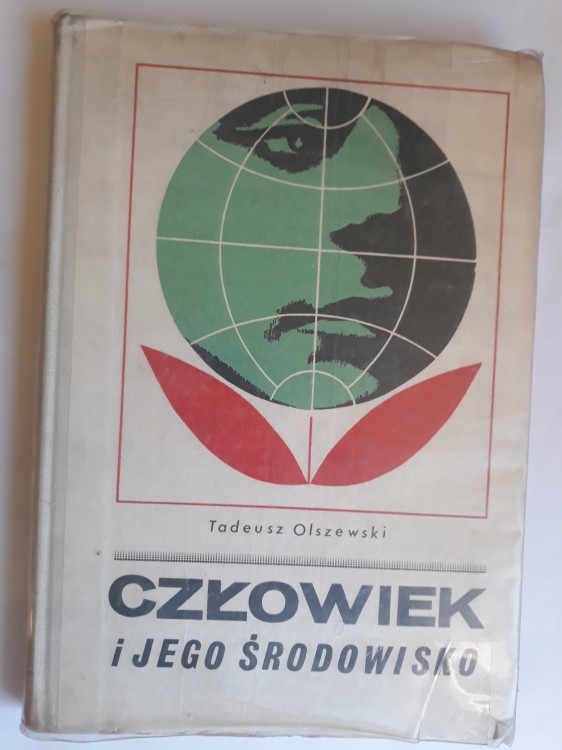 Tadeusz Olszewski
CZŁOWIEK
i JEGO ŚRODOWISKO